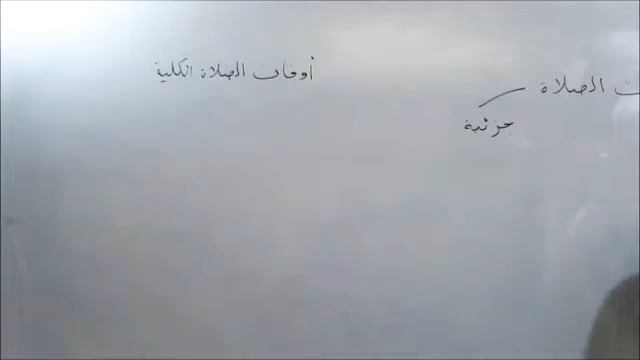 أوقات الصلاة الكلية
ت الصلاة
جزئية